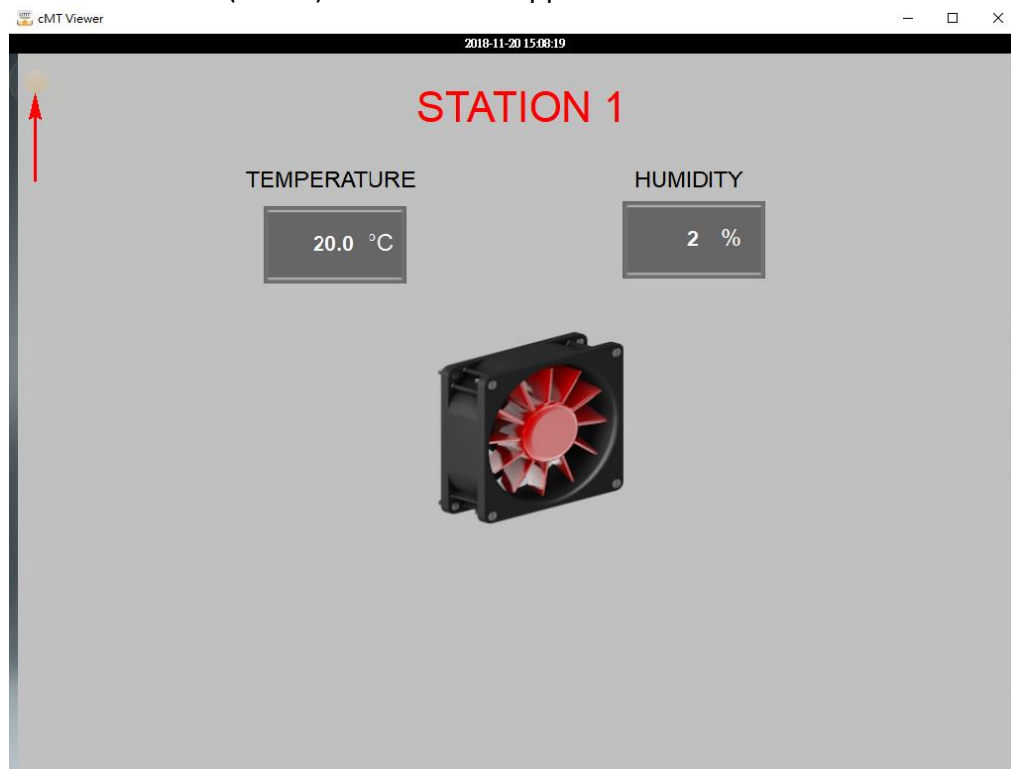 cMT Viewer
2018-11-20 15:08:19
STATION 1
TEMPERATURE
HUMIDITY
20.0 °C
2 %